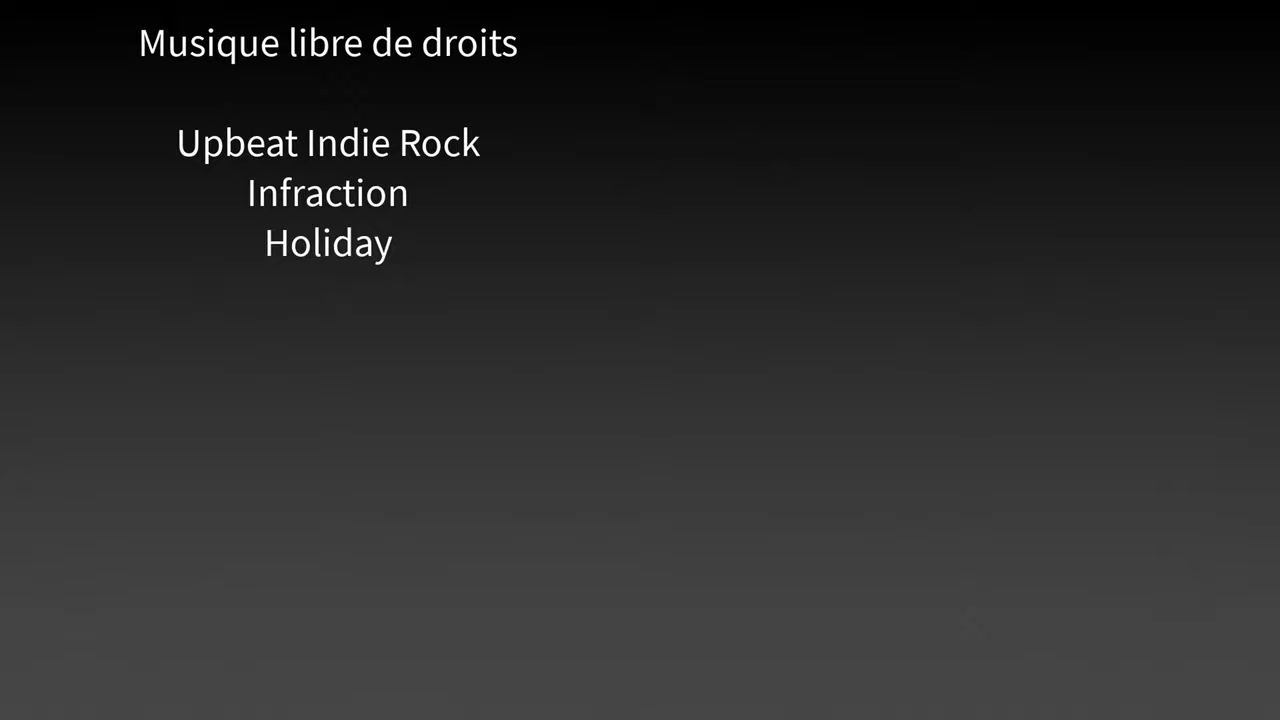 Musique libre de droits
Upbeat Indie Rock
Infraction
Holiday